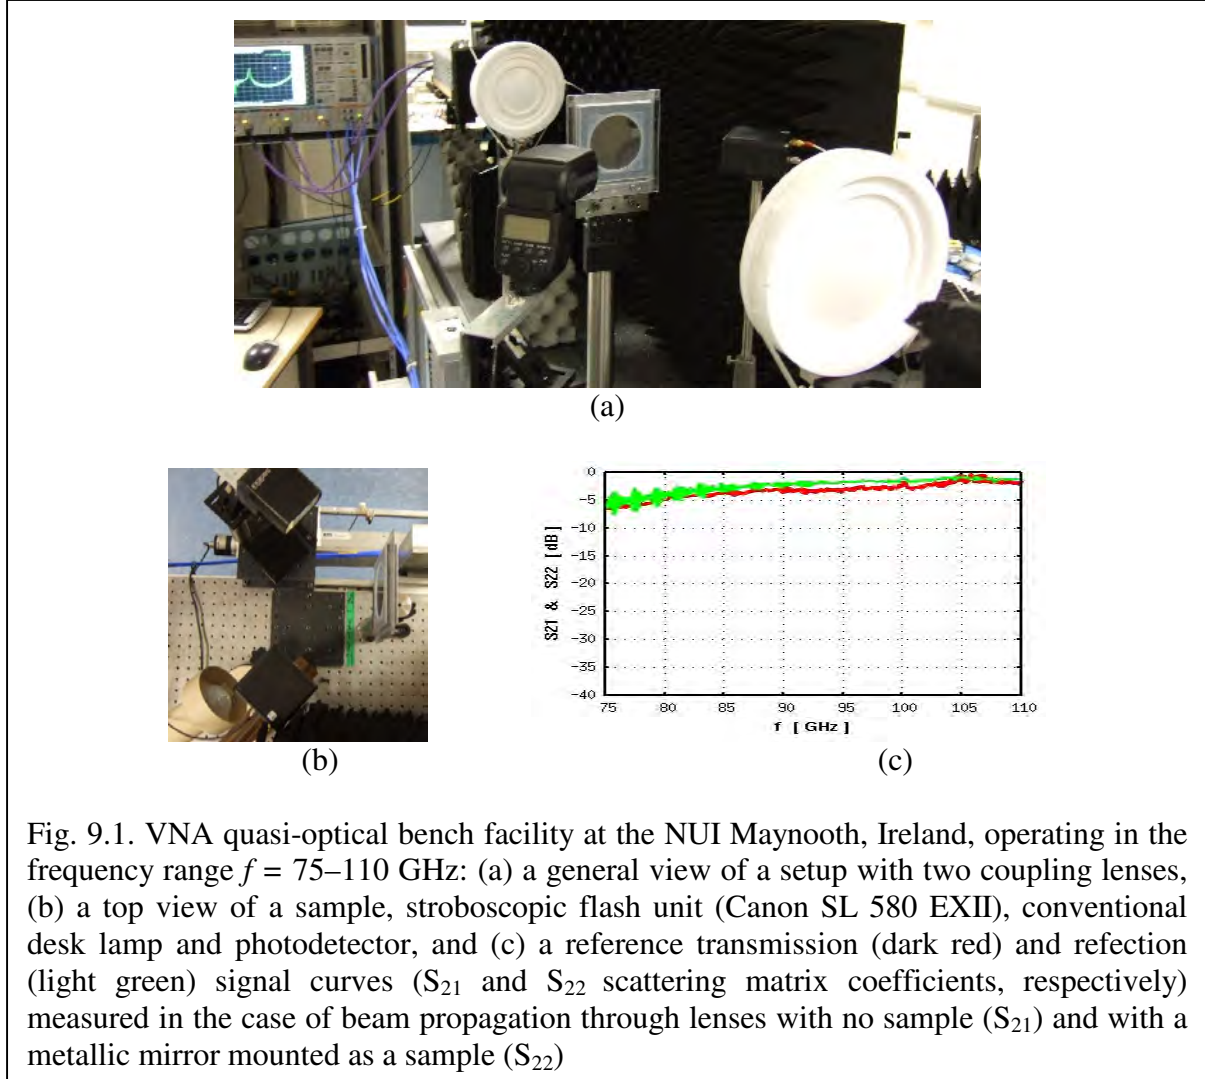 (a)
0
-5
-10
-15
-20
-25
-30
-35
-40
S21 & S22 [dB]
75 80 85 90 95 100 105 110
f [ GHz ]
(b) (c)
Fig. 9.1. VNA quasi-optical bench facility at the NUI Maynooth, Ireland, operating in the
frequency range f = 75–110 GHz: (a) a general view of a setup with two coupling lenses,
(b) a top view of a sample, stroboscopic flash unit (Canon SL 580 EXII), conventional
desk lamp and photodetector, and (c) a reference transmission (dark red) and refection
(light green) signal curves (S21 and S22 scattering matrix coefficients, respectively)
measured in the case of beam propagation through lenses with no sample (S21) and with a
metallic mirror mounted as a sample (S22)